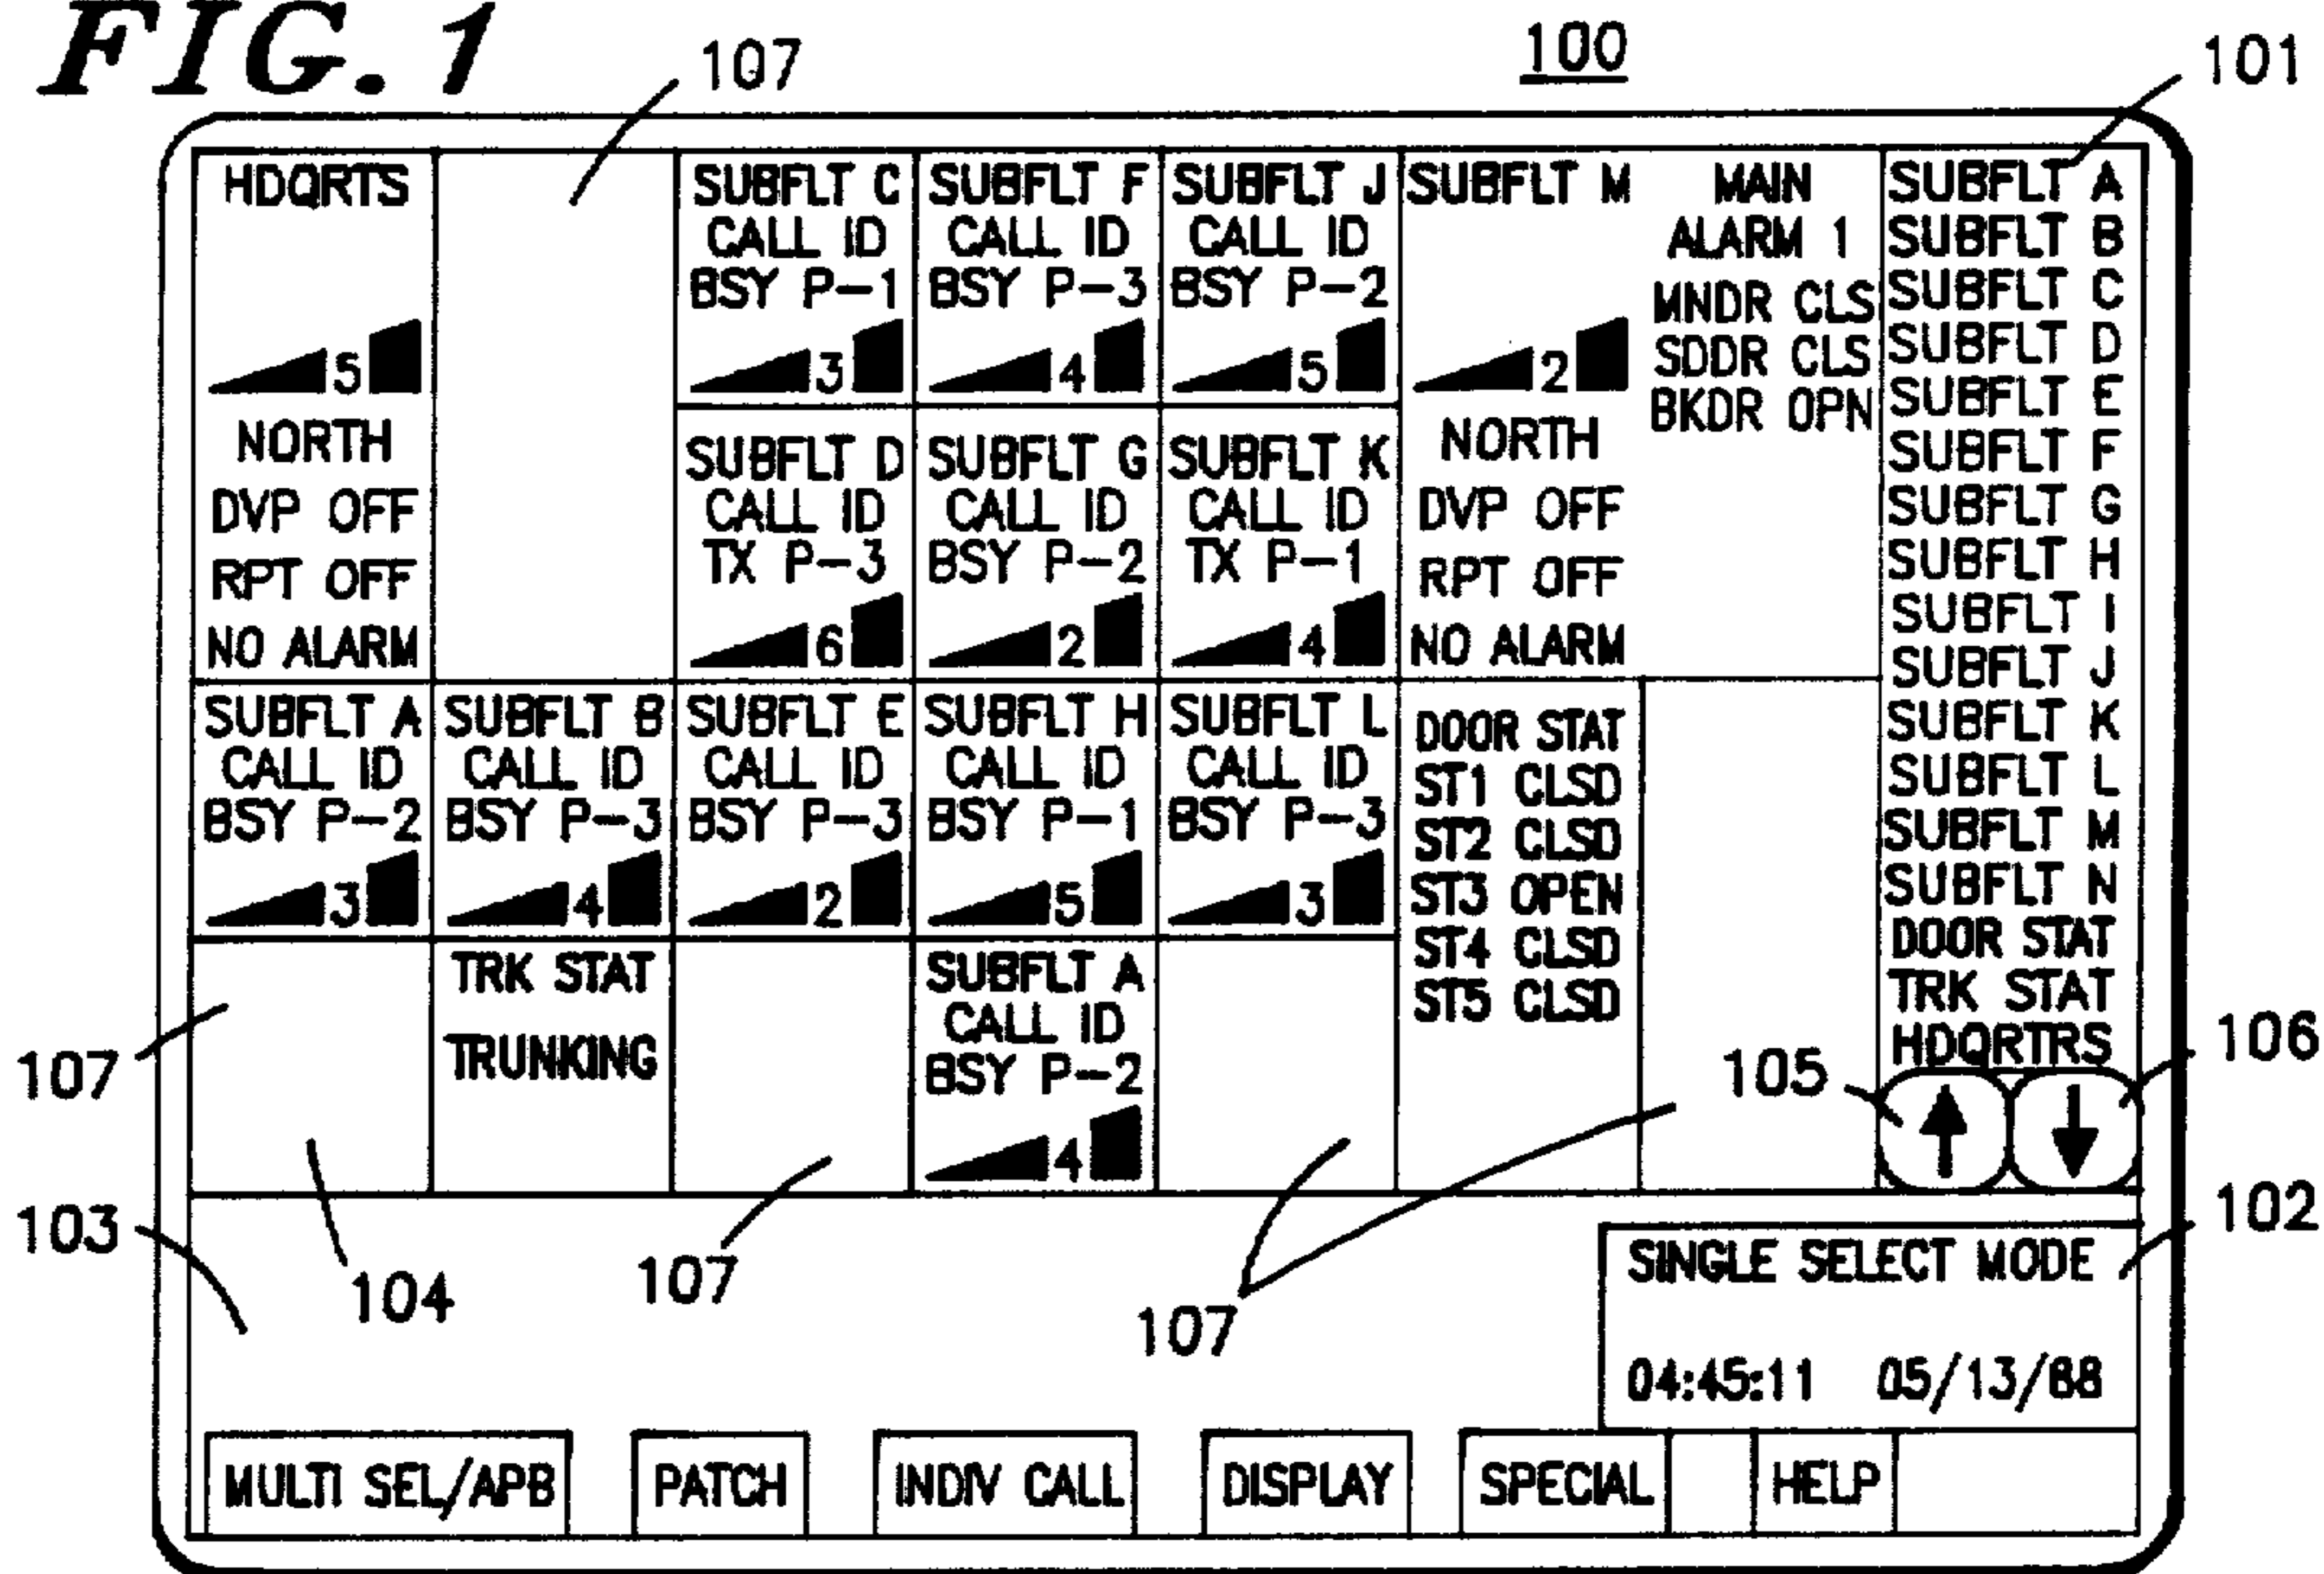 FIG. 1
100
107
101
HDQRTS
5
NORTH
DVP OFF
RPT OFF
NO ALARM
SUBFLT C
CALL ID
BSY P-1
3
SUBFLT F
CALL ID
BSY P-3
4
SUBFLT J
CALL ID
BSY P-2
5
SUBFLT M
2
NORTH
DVP OFF
RPT OFF
NO ALARM
MAIN
ALARM 1
MNDR CLS
SDDR CLS
BKDR OPN
SUBFLT D
CALL ID
TX P-3
6
SUBFLT G
CALL ID
BSY P-2
2
SUBFLT K
CALL ID
TX P-1
4
SUBFLT A
CALL ID
BSY P-2
3
SUBFLT B
CALL ID
BSY P-3
4
SUBFLT E
CALL ID
BSY P-3
2
SUBFLT H
CALL ID
BSY P-1
5
SUBFLT L
CALL ID
BSY P-3
3
DOOR STAT
ST1 CLSD
ST2 CLSD
ST3 OPEN
ST4 CLSD
ST5 CLSD
TRK STAT
TRUNKING
SUBFLT A
CALL ID
BSY P-2
4
SUBFLT A
SUBFLT B
SUBFLT C
SUBFLT D
SUBFLT E
SUBFLT F
SUBFLT G
SUBFLT H
SUBFLT I
SUBFLT J
SUBFLT K
SUBFLT L
SUBFLT M
SUBFLT N
DOOR STAT
TRK STAT
HDQRTRS
107
105
106
103
104
107
107
102
SINGLE SELECT MODE
04:45:11 05/13/88
MULTI SEL/APB
PATCH
INDIV CALL
DISPLAY
SPECIAL
HELP